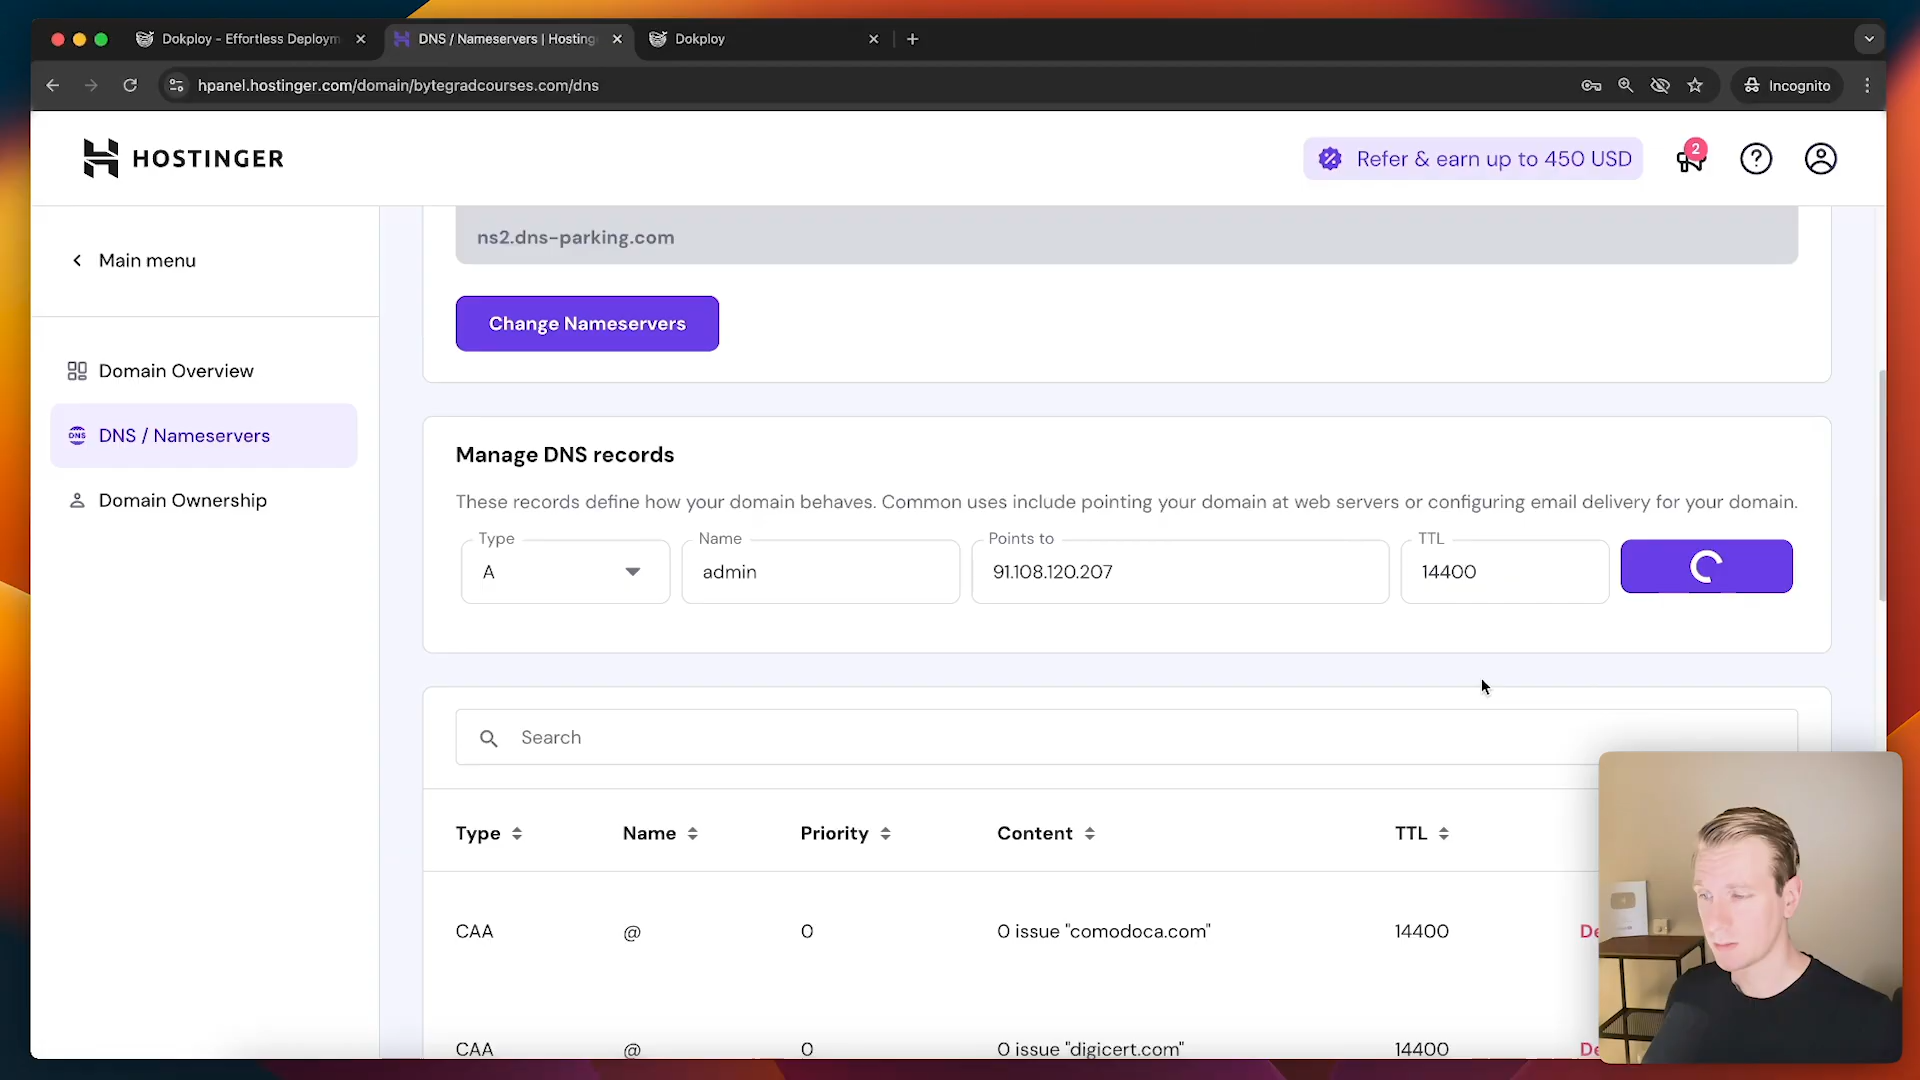 Dokploy - Effortless Deploym
DNS / Nameservers | Hosting
Dokploy
hpanel.hostinger.com/domain/bytegradcourses.com/dns
Incognito
HOSTINGER
Refer & earn up to 450 USD
2
Main menu
Domain Overview
DNS / Nameservers
Domain Ownership
ns2.dns-parking.com
Change Nameservers
Manage DNS records
These records define how your domain behaves. Common uses include pointing your domain at web servers or configuring email delivery for your domain.
Type
A
Name
admin
Points to
91.108.120.207
TTL
14400
Search
Type Name Priority Content TTL
CAA @ 0 0 issue "comodoca.com" 14400 De
CAA @ 0 0 issue "digicert.com" 14400 De